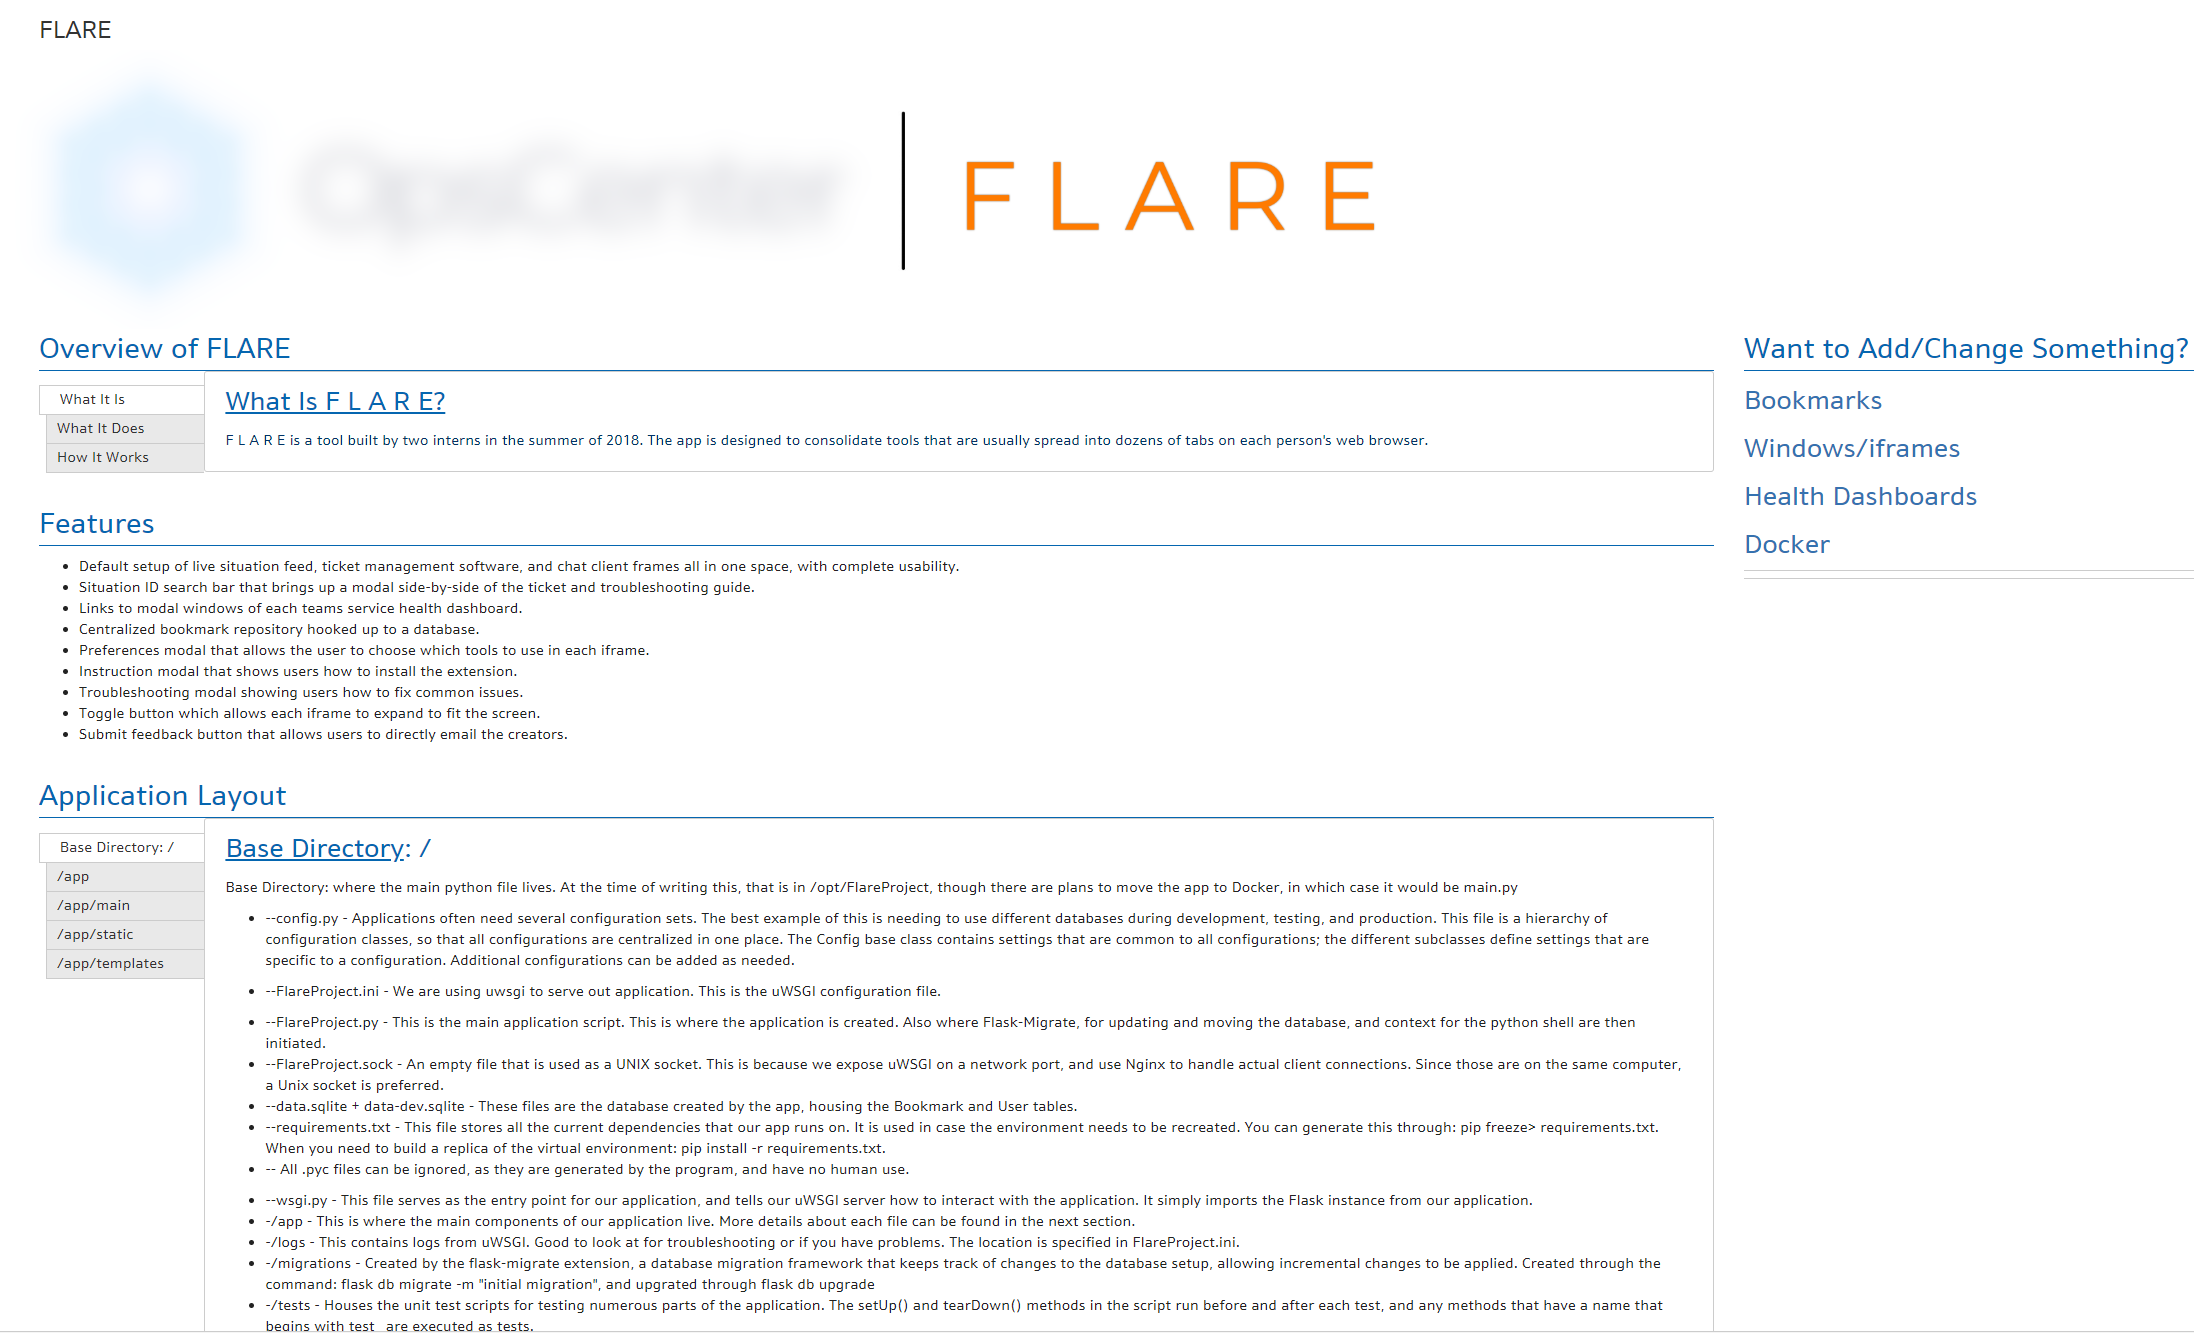 FLARE
OpsCenter
FLARE
Overview of FLARE
What It Is
What It Does
How It Works
What Is F L A R E?
F L A R E is a tool built by two interns in the summer of 2018. The app is designed to consolidate tools that are usually spread into dozens of tabs on each person's web browser.
Features
• Default setup of live situation feed, ticket management software, and chat client frames all in one space, with complete usability.
• Situation ID search bar that brings up a modal side-by-side of the ticket and troubleshooting guide.
• Links to modal windows of each teams service health dashboard.
• Centralized bookmark repository hooked up to a database.
• Preferences modal that allows the user to choose which tools to use in each iframe.
• Instruction modal that shows users how to install the extension.
• Troubleshooting modal showing users how to fix common issues.
• Toggle button which allows each iframe to expand to fit the screen.
• Submit feedback button that allows users to directly email the creators.
Application Layout
Base Directory: /
/app
/app/main
/app/static
/app/templates
Base Directory: /
Base Directory: where the main python file lives. At the time of writing this, that is in /opt/FlareProject, though there are plans to move the app to Docker, in which case it would be main.py
• --config.py - Applications often need several configuration sets. The best example of this is needing to use different databases during development, testing, and production. This file is a hierarchy of
configuration classes, so that all configurations are centralized in one place. The Config base class contains settings that are common to all configurations; the different subclasses define settings that are
specific to a configuration. Additional configurations can be added as needed.
• --FlareProject.ini - We are using uwsgi to serve out application. This is the uWSGI configuration file.
• --FlareProject.py - This is the main application script. This is where the application is created. Also where Flask-Migrate, for updating and moving the database, and context for the python shell are then
initiated.
• --FlareProject.sock - An empty file that is used as a UNIX socket. This is because we expose uWSGI on a network port, and use Nginx to handle actual client connections. Since those are on the same computer,
a Unix socket is preferred.
• --data.sqlite + data-dev.sqlite - These files are the database created by the app, housing the Bookmark and User tables.
• --requirements.txt - This file stores all the current dependencies that our app runs on. It is used in case the environment needs to be recreated. You can generate this through: pip freeze> requirements.txt.
When you need to build a replica of the virtual environment: pip install -r requirements.txt.
• -- All .pyc files can be ignored, as they are generated by the program, and have no human use.
• --wsgi.py - This file serves as the entry point for our application, and tells our uWSGI server how to interact with the application. It simply imports the Flask instance from our application.
• -/app - This is where the main components of our application live. More details about each file can be found in the next section.
• -/logs - This contains logs from uWSGI. Good to look at for troubleshooting or if you have problems. The location is specified in FlareProject.ini.
• -/migrations - Created by the flask-migrate extension, a database migration framework that keeps track of changes to the database setup, allowing incremental changes to be applied. Created through the
command: flask db migrate -m "initial migration", and upgrated through flask db upgrade
• -/tests - Houses the unit test scripts for testing numerous parts of the application. The setUp() and tearDown() methods in the script run before and after each test, and any methods that have a name that
begins with test_ are executed as tests.
Want to Add/Change Something?
Bookmarks
Windows/iframes
Health Dashboards
Docker